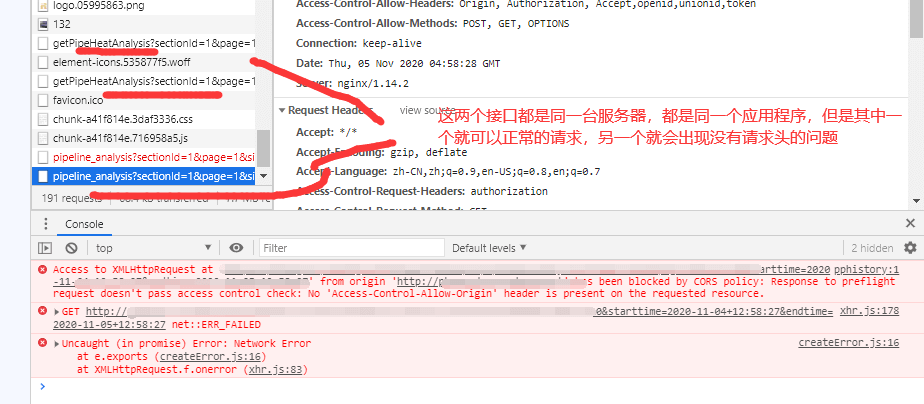 logo.05995863.png
132
getPipeHeatAnalysis?sectionId=1&page=1
element-icons.535877f5.woff
getPipeHeatAnalysis?sectionId=1&page=1
favicon.ico
chunk-a41f814e.3daf3336.css
chunk-a41f814e.716958a5.js
pipeline_analysis?sectionId=1&page=1&si
pipeline_analysis?sectionId=1&page=1&si
191 requests
Access-Control-Allow-Headers: Origin, Authorization, Accept,openid,unionid,token
Access-Control-Allow-Methods: POST, GET, OPTIONS
Connection: keep-alive
Date: Thu, 05 Nov 2020 04:58:28 GMT
Server: nginx/1.14.2
Request Headers view source
Accept: */*
Accept-Encoding: gzip, deflate
Accept-Language: zh-CN,zh;q=0.9,en-US;q=0.8,en;q=0.7
Access-Control-Request-Headers: authorization
Access-Control-Request-Method: GET
这两个接口都是同一台服务器，都是同一个应用程序，但是其中一
个就可以正常的请求，另一个就会出现没有请求头的问题
Console
top
Filter
Default levels
2 hidden
Access to XMLHttpRequest at arttime=2020 pphistory:1
-11- ' from origin 'http:// has been blocked by CORS policy: Response to preflight
request doesn't pass access control check: No 'Access-Control-Allow-Origin' header is present on the requested resource.
GET http:// 0&starttime=2020-11-04+12:58:27&endtime= xhr.js:178
2020-11-05+12:58:27 net::ERR_FAILED
Uncaught (in promise) Error: Network Error createError.js:16
at e.exports (createError.js:16)
at XMLHttpRequest.f.onerror (xhr.js:83)